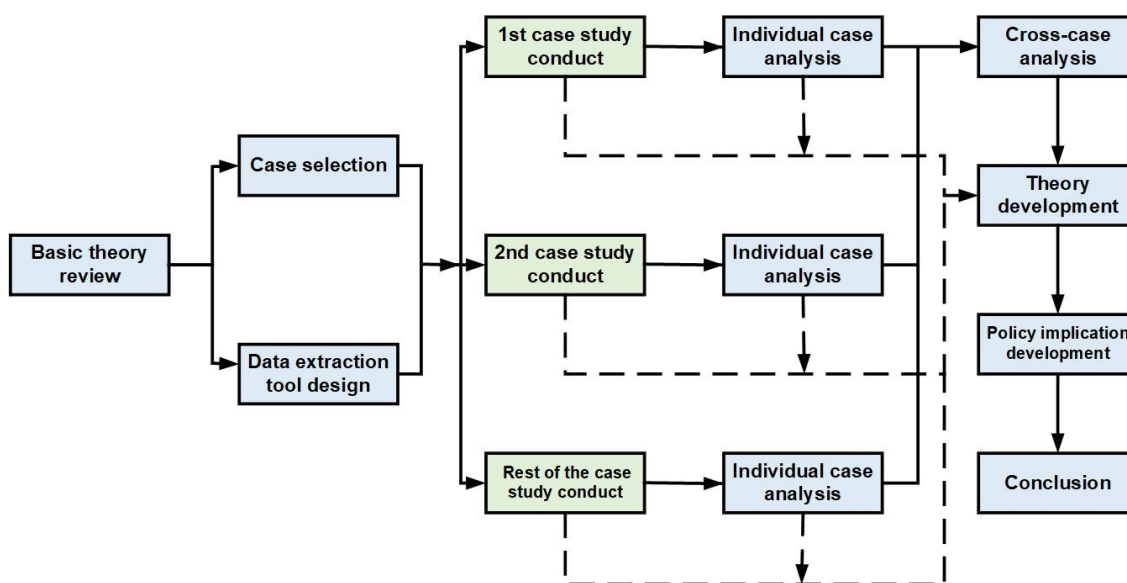 Basic theory
review
Case selection
Data extraction
tool design
1st case study
conduct
Individual case
analysis
2nd case study
conduct
Individual case
analysis
Rest of the case
study conduct
Individual case
analysis
Cross-case
analysis
Theory
development
Policy implication
development
Conclusion